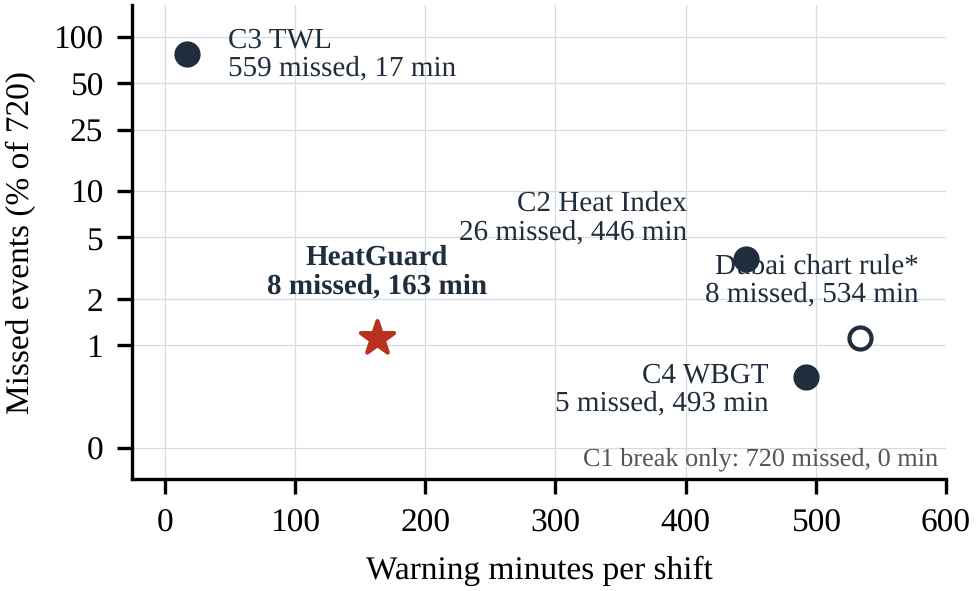 Missed events (% of 720)
100
50
25
10
5
2
1
0
C3 TWL
559 missed, 17 min
C2 Heat Index
26 missed, 446 min
HeatGuard
8 missed, 163 min
Dubai chart rule*
8 missed, 534 min
C4 WBGT
5 missed, 493 min
C1 break only: 720 missed, 0 min
0 100 200 300 400 500 600
Warning minutes per shift